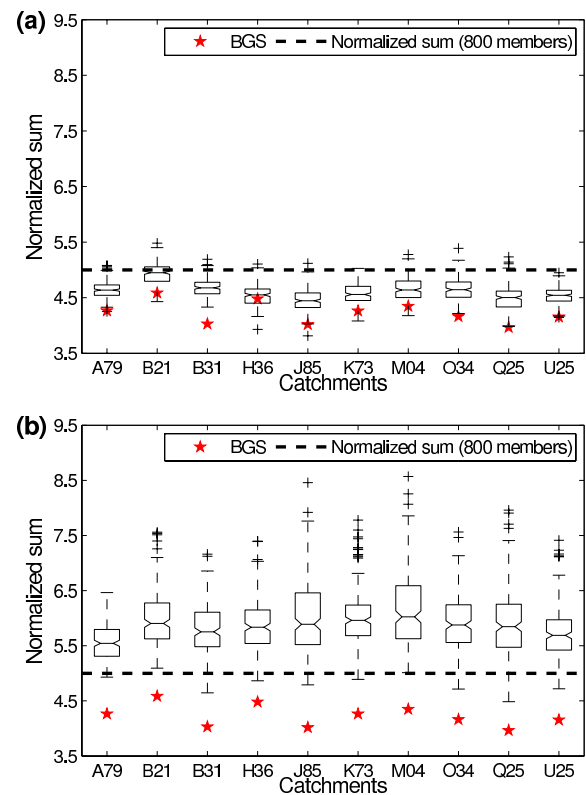 (a)
9.5
BGS Normalized sum (800 members)
8.5
7.5
6.5
5.5
4.5
3.5
Normalized sum
A79 B21 B31 H36 J85 K73 M04 O34 Q25 U25
Catchments
(b)
9.5
BGS Normalized sum (800 members)
8.5
7.5
6.5
5.5
4.5
3.5
Normalized sum
A79 B21 B31 H36 J85 K73 M04 O34 Q25 U25
Catchments